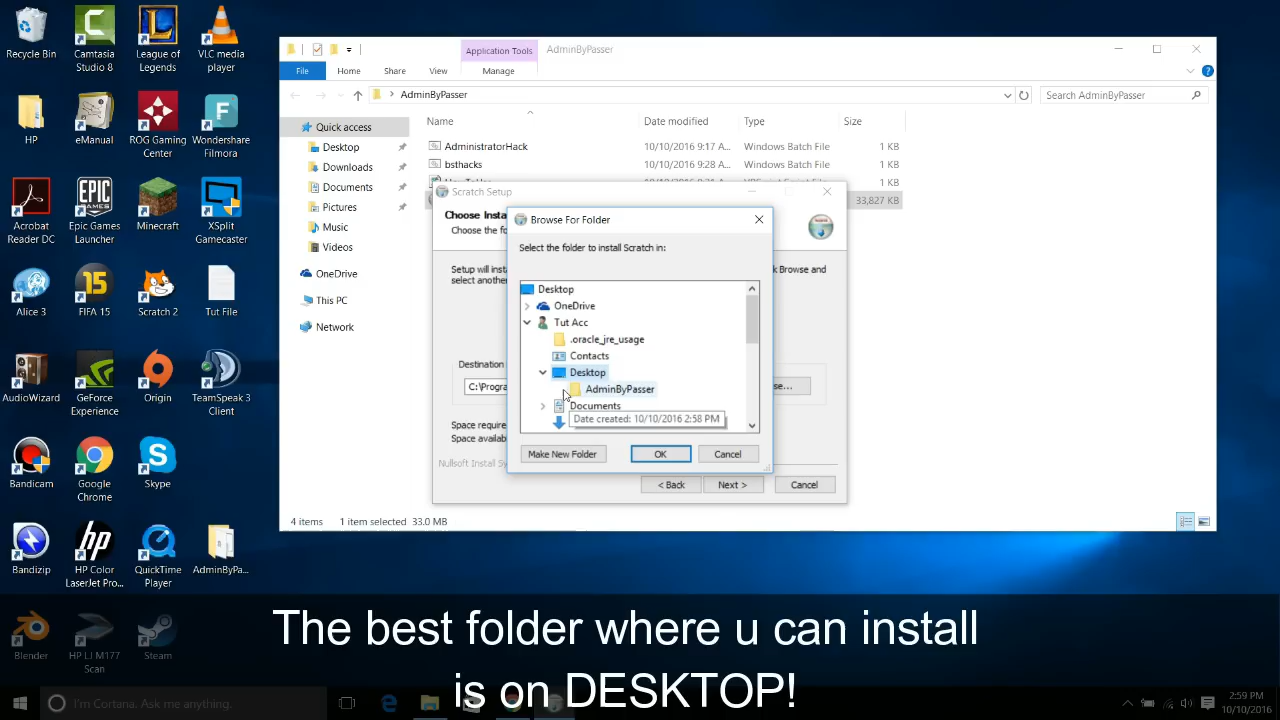 Recycle Bin
Camtasia Studio 8
League of Legends
VLC media player
HP
eManual
ROG Gaming Center
Wondershare Filmora
Acrobat Reader DC
Epic Games Launcher
Minecraft
XSplit Gamecaster
Alice 3
FIFA 15
Scratch 2
Tut File
AudioWizard
GeForce Experience
Origin
TeamSpeak 3 Client
Bandicam
Google Chrome
Skype
Bandizip
HP Color LaserJet Pro...
QuickTime Player
AdminByPa...
Blender
HP LJ M177 Scan
Steam
Application Tools
AdminByPasser
File
Home
Share
View
Manage
AdminByPasser
Search AdminByPasser
Quick access
Desktop
Downloads
Documents
Pictures
Music
Videos
OneDrive
This PC
Network
Name
Date modified
Type
Size
AdministratorHack
10/10/2016 9:17 A...
Windows Batch File
1 KB
bsthacks
10/10/2016 9:28 A...
Windows Batch File
1 KB
1 KB
33,827 KB
Scratch Setup
Choose Insta
Choose the fo
Setup will inst
k Browse and
select another
Destination
C:\Progra
se...
Space require
Space availab
Nullsoft Install Sy
< Back
Next >
Cancel
Browse For Folder
Select the folder to install Scratch in:
Desktop
OneDrive
Tut Acc
.oracle_jre_usage
Contacts
Desktop
AdminByPasser
Documents
Date created: 10/10/2016 2:58 PM
Make New Folder
OK
Cancel
4 items
1 item selected
33.0 MB
The best folder where u can install
is on DESKTOP!
I'm Cortana. Ask me anything.
2:59 PM
10/10/2016